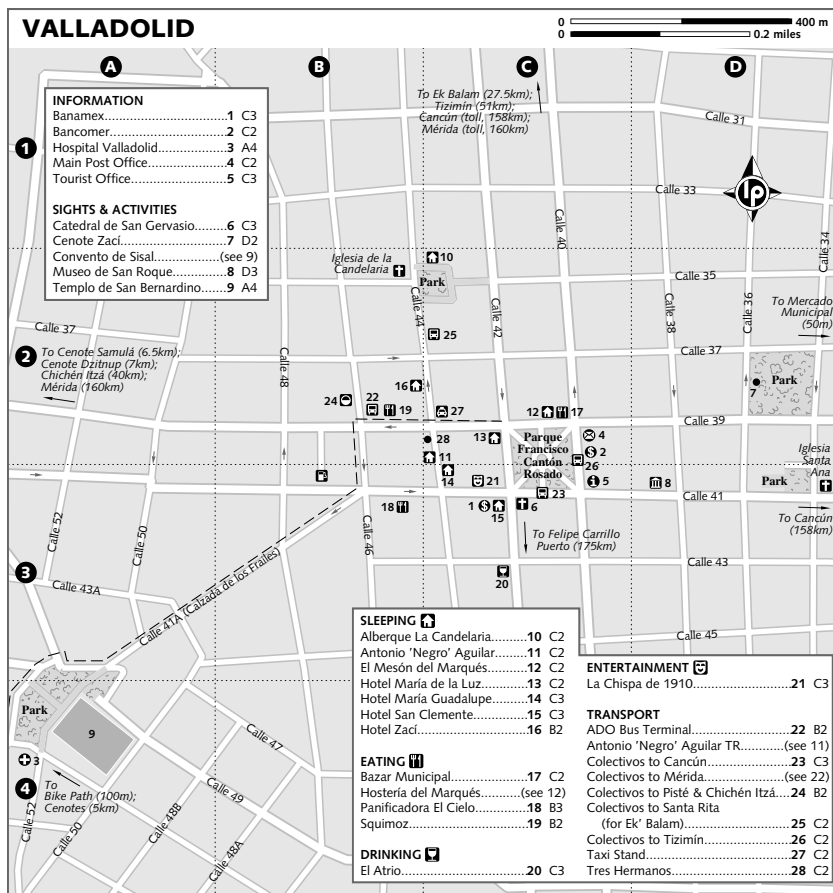 VALLADOLID
0 400 m
0 0.2 miles
A B C D
1
2
3
4
INFORMATION
Banamex....................1 C3
Bancomer..................2 C2
Hospital Valladolid........3 A4
Main Post Office..........4 C2
Tourist Office..............5 C3
SIGHTS & ACTIVITIES
Catedral de San Gervasio.......6 C3
Cenote Zací....................7 D2
Convento de Sisal..............(see 9)
Museo de San Roque.........8 D3
Templo de San Bernardino....9 A4
To Ek Balam (27.5km);
Tizimín (51km);
Cancún (toll, 158km);
Mérida (toll, 160km)
Calle 31
Calle 33
lp
Calle 40
Calle 34
Iglesia de la
Candelaria
10
Park
Calle 35
Calle 44
Calle 42
Calle 38
Calle 36
To Mercado
Municipal
(50m)
25
Calle 37
Calle 37
To Cenote Samulá (6.5km);
Cenote Dzitnup (7km);
Chichén Itzá (40km);
Mérida (160km)
Calle 48
16
Park
7
24
22
19
27
12
17
Calle 39
28
13
Parque
Francisco
Cantón
Rosado
4
2
26
Iglesia
Santa
Ana
11
14
21
23
5
8
Park
Calle 41
18
1
15
6
To Felipe Carrillo
Puerto (175km)
To Cancún
(158km)
Calle 52
Calle 50
Calle 46
Calle 43
20
Calle 43A
Calle 41A (Calzada de los Frailes)
Calle 45
Park
9
3
To
Bike Path (100m);
Cenotes (5km)
Calle 47
Calle 49
Calle 52
Calle 50
Calle 48B
Calle 48A
SLEEPING
Alberque La Candelaria..........10 C2
Antonio 'Negro' Aguilar.........11 C2
El Mesón del Marqués..........12 C2
Hotel María de la Luz............13 C2
Hotel María Guadalupe.........14 C3
Hotel San Clemente..............15 C3
Hotel Zací.........................16 B2
EATING
Bazar Municipal..................17 C2
Hostería del Marqués........(see 12)
Panificadora El Cielo............18 B3
Squimoz...........................19 B2
DRINKING
El Atrio............................20 C3
ENTERTAINMENT
La Chispa de 1910...............21 C3
TRANSPORT
ADO Bus Terminal................22 B2
Antonio 'Negro' Aguilar TR.......(see 11)
Colectivos to Cancún............23 C3
Colectivos to Mérida............(see 22)
Colectivos to Pisté & Chichén Itzá....24 B2
Colectivos to Santa Rita
(for Ek' Balam)...................25 C2
Colectivos to Tizimín............26 C2
Taxi Stand........................27 C2
Tres Hermanos...................28 C2